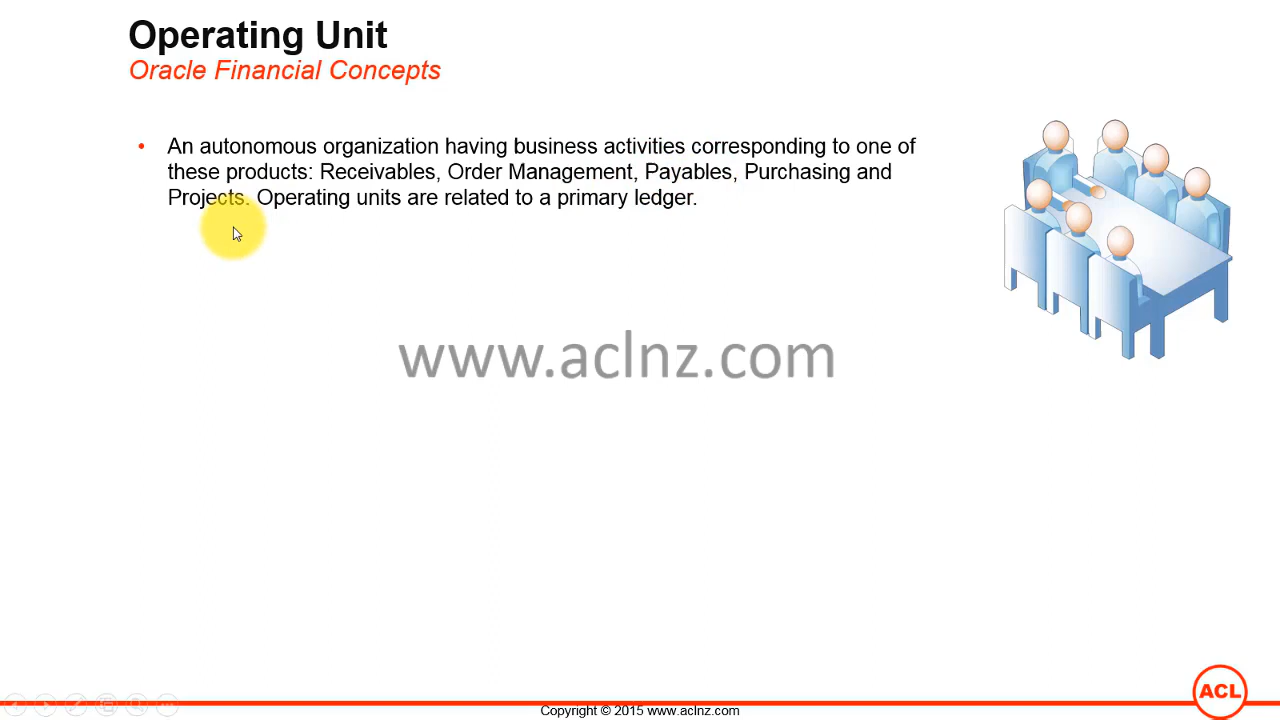 Operating Unit
Oracle Financial Concepts
• An autonomous organization having business activities corresponding to one of
these products: Receivables, Order Management, Payables, Purchasing and
Projects. Operating units are related to a primary ledger.
www.aclnz.com
ACL
Copyright © 2015 www.aclnz.com